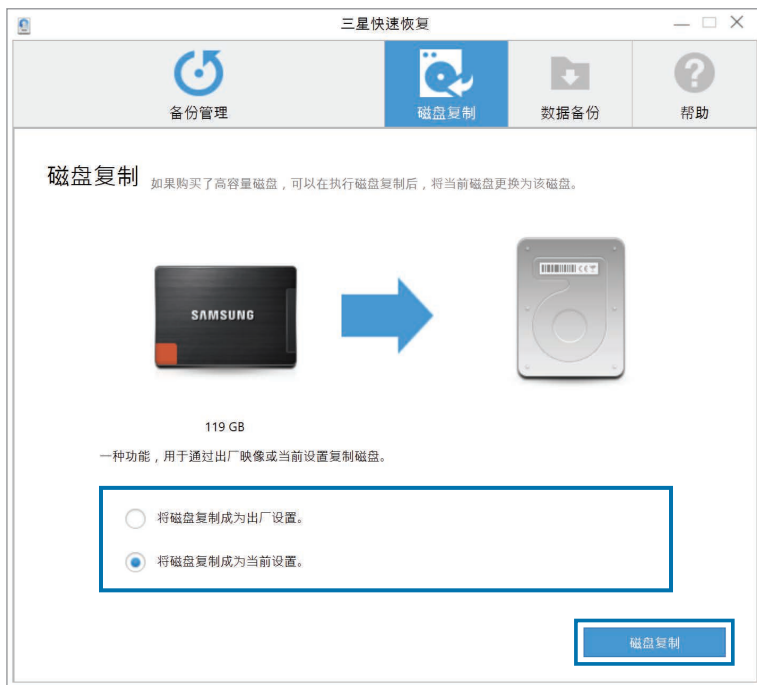 三星快速恢复
备份管理
磁盘复制
数据备份
帮助
磁盘复制 如果购买了高容量磁盘，可以在执行磁盘复制后，将当前磁盘更换为该磁盘。
SAMSUNG
119 GB
一种功能，用于通过出厂映像或当前设置复制磁盘。
将磁盘复制成为出厂设置。
将磁盘复制成为当前设置。
磁盘复制